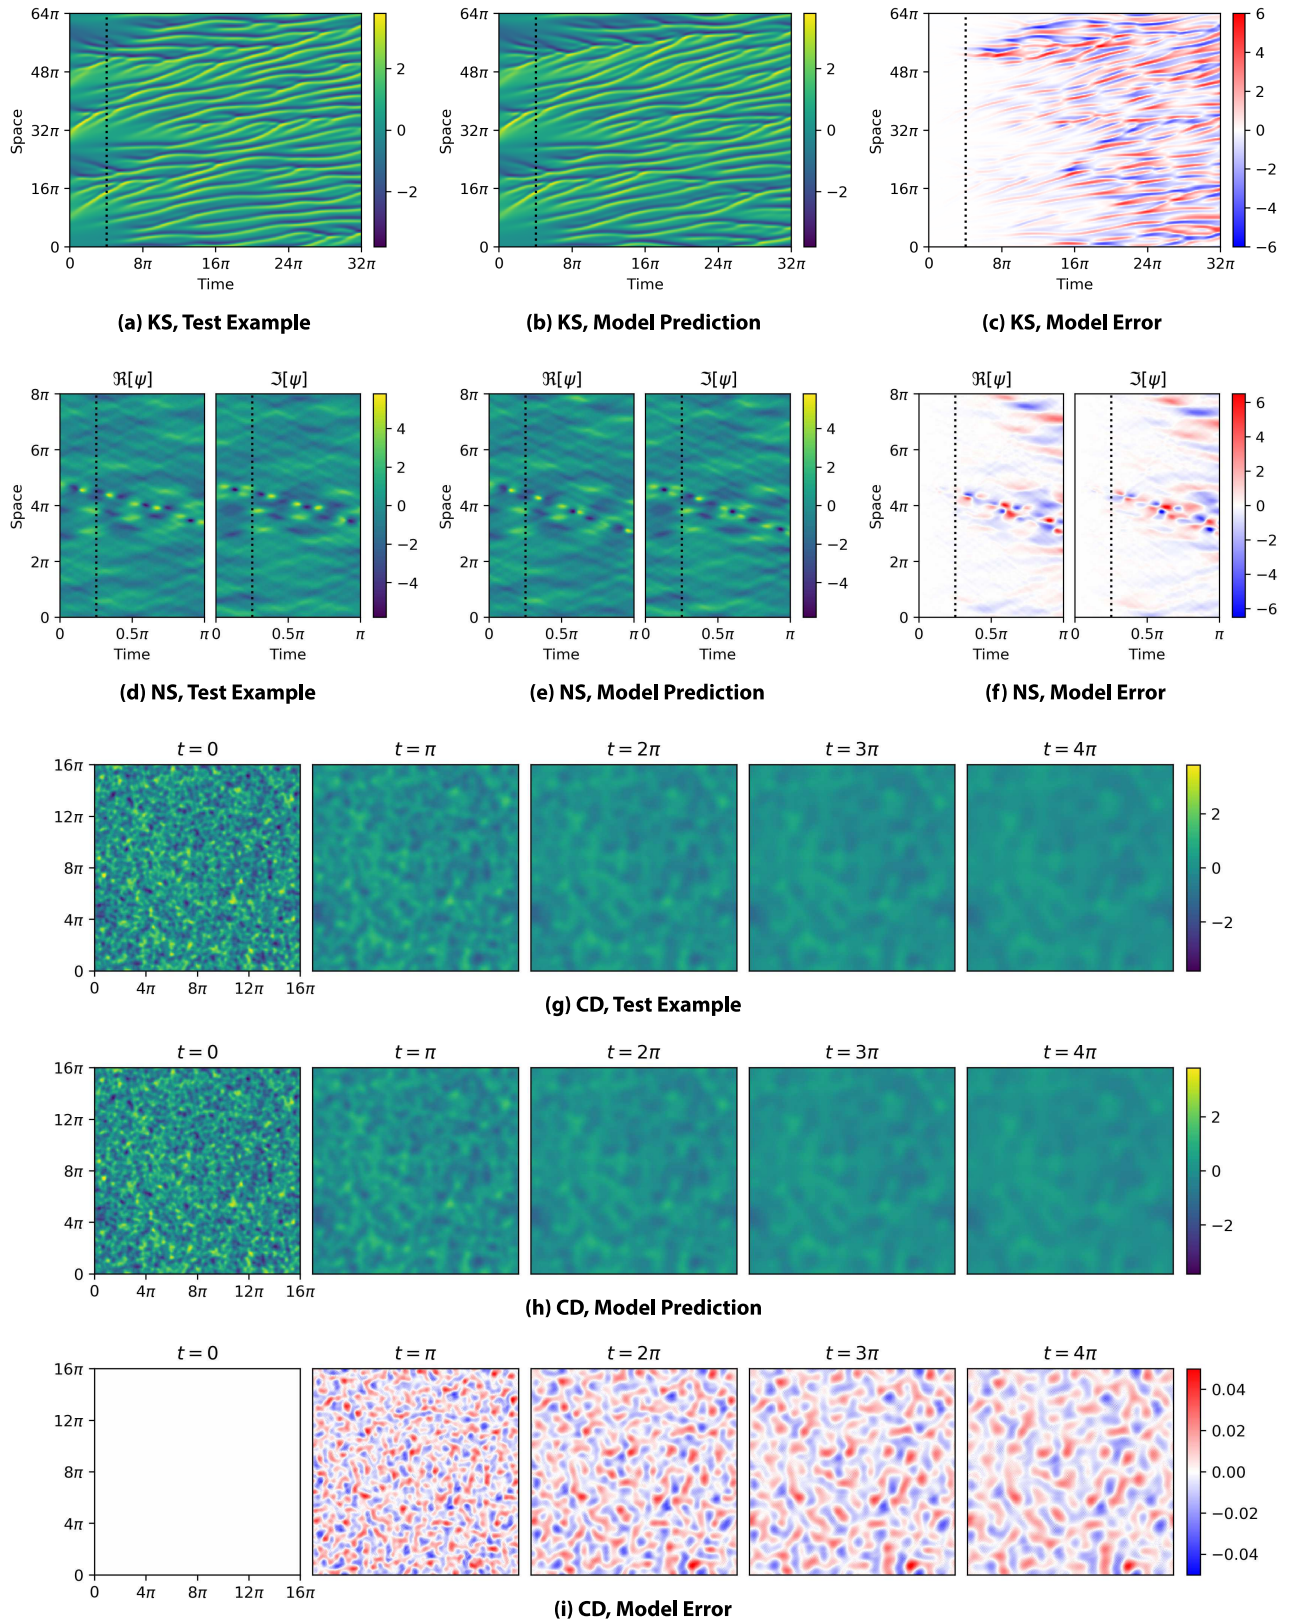 64π
48π
32π
16π
0
Space
0 8π 16π 24π 32π
Time
2
0
−2
(a) KS, Test Example
64π
48π
32π
16π
0
Space
0 8π 16π 24π 32π
Time
2
0
−2
(b) KS, Model Prediction
64π
48π
32π
16π
0
Space
0 8π 16π 24π 32π
Time
6
4
2
0
−2
−4
−6
(c) KS, Model Error
ℜ[ψ] ℑ[ψ]
8π
6π
4π
2π
0
Space
0 0.5π π 0 0.5π π
Time Time
4
2
0
−2
−4
(d) NS, Test Example
ℜ[ψ] ℑ[ψ]
8π
6π
4π
2π
0
Space
0 0.5π π 0 0.5π π
Time Time
4
2
0
−2
−4
(e) NS, Model Prediction
ℜ[ψ] ℑ[ψ]
8π
6π
4π
2π
0
Space
0 0.5π π 0 0.5π π
Time Time
6
4
2
0
−2
−4
−6
(f) NS, Model Error
t = 0 t = π t = 2π t = 3π t = 4π
16π
12π
8π
4π
0
0 4π 8π 12π 16π
2
0
−2
(g) CD, Test Example
t = 0 t = π t = 2π t = 3π t = 4π
16π
12π
8π
4π
0
0 4π 8π 12π 16π
2
0
−2
(h) CD, Model Prediction
t = 0 t = π t = 2π t = 3π t = 4π
16π
12π
8π
4π
0
0 4π 8π 12π 16π
0.04
0.02
0.00
−0.02
−0.04
(i) CD, Model Error